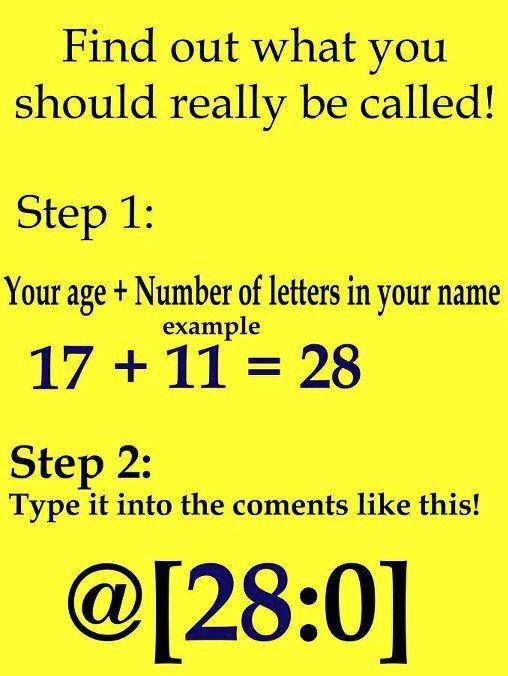 Find out what you
should really be called!
Step 1:
Your age + Number of letters in your name
example
17 + 11 = 28
Step 2:
Type it into the coments like this!
@[28:0]